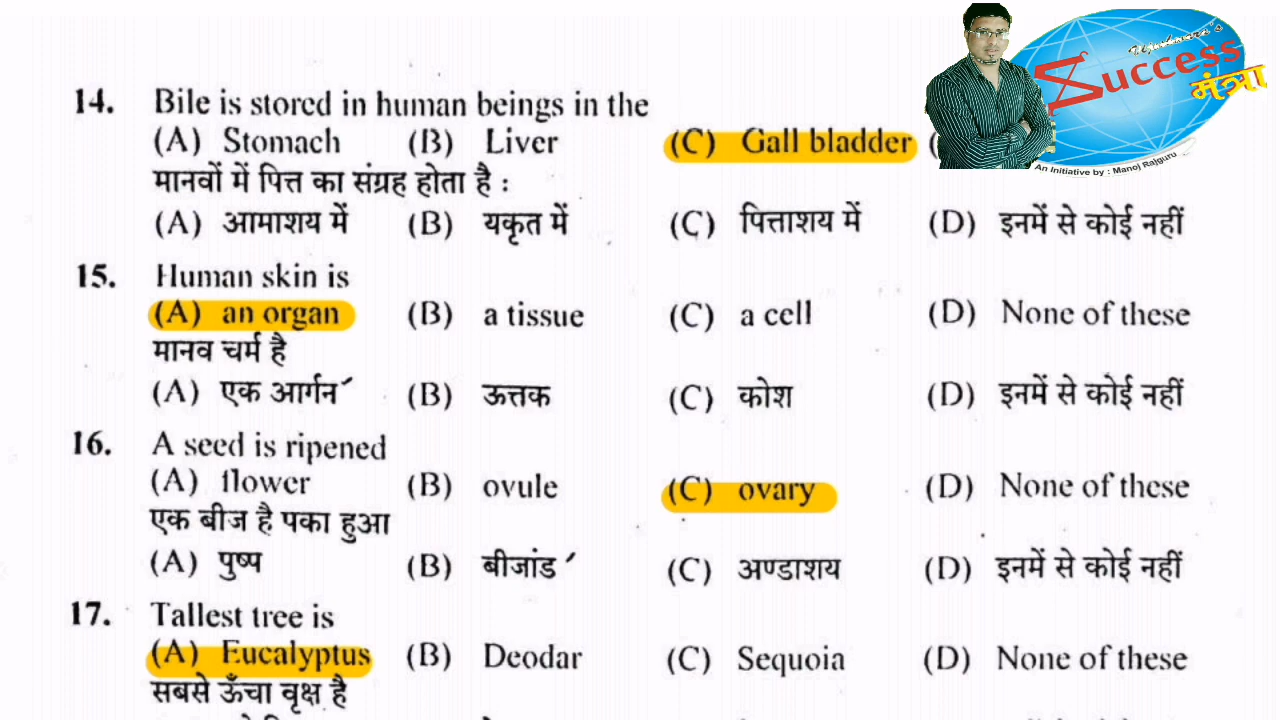 Upadhyay's
Success
मंत्रा
An Initiative by : Manoj Rajguru
14. Bile is stored in human beings in the
(A) Stomach (B) Liver (C) Gall bladder (
मानवों में पित्त का संग्रह होता है :
(A) आमाशय में (B) यकृत में (C) पित्ताशय में (D) इनमें से कोई नहीं
15. Human skin is
(A) an organ (B) a tissue (C) a cell (D) None of these
मानव चर्म है
(A) एक आर्गन (B) ऊत्तक (C) कोश (D) इनमें से कोई नहीं
16. A seed is ripened
(A) flower (B) ovule (C) ovary (D) None of these
एक बीज है पका हुआ
(A) पुष्प (B) बीजांड (C) अण्डाशय (D) इनमें से कोई नहीं
17. Tallest tree is
(A) Eucalyptus (B) Deodar (C) Sequoia (D) None of these
सबसे ऊँचा वृक्ष है